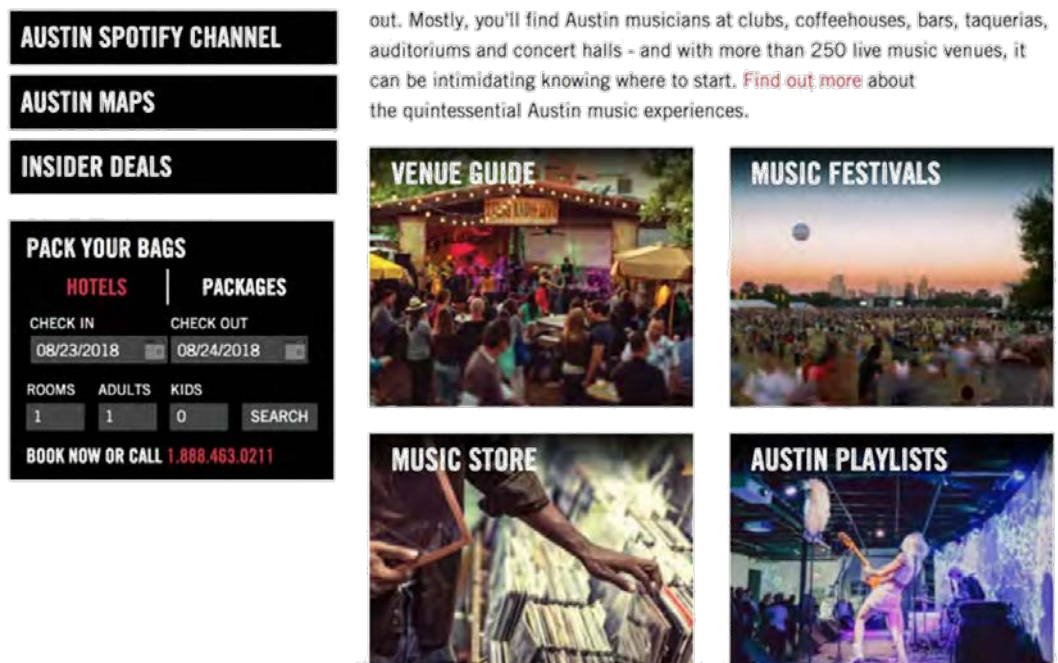 AUSTIN SPOTIFY CHANNEL
AUSTIN MAPS
INSIDER DEALS
PACK YOUR BAGS
HOTELS | PACKAGES
CHECK IN CHECK OUT
08/23/2018 08/24/2018
ROOMS ADULTS KIDS
1 1 0 SEARCH
BOOK NOW OR CALL 1.888.463.0211
out. Mostly, you'll find Austin musicians at clubs, coffeehouses, bars, taquerias,
auditoriums and concert halls - and with more than 250 live music venues, it
can be intimidating knowing where to start. Find out more about
the quintessential Austin music experiences.
VENUE GUIDE
MUSIC FESTIVALS
MUSIC STORE
AUSTIN PLAYLISTS